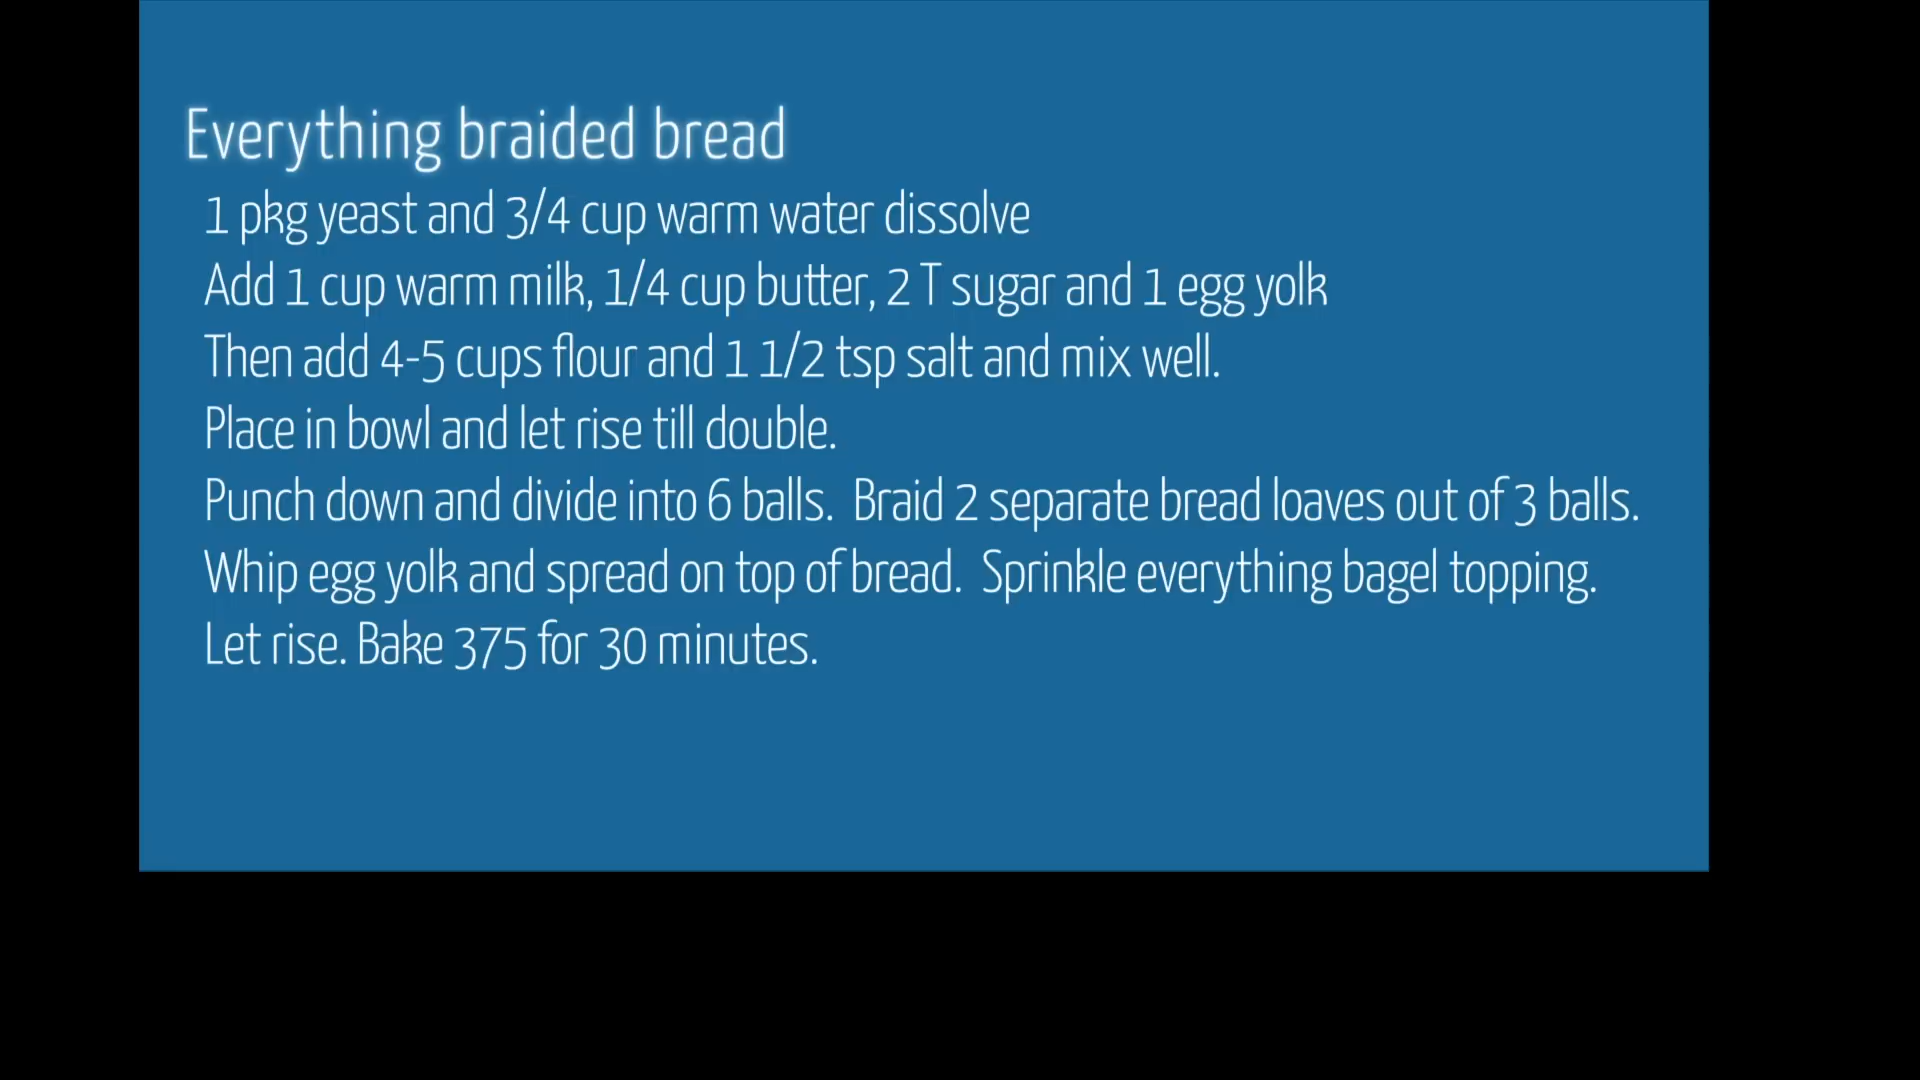 Everything braided bread
1 pkg yeast and 3/4 cup warm water dissolve
Add 1 cup warm milk, 1/4 cup butter, 2 T sugar and 1 egg yolk
Then add 4-5 cups flour and 1 1/2 tsp salt and mix well.
Place in bowl and let rise till double.
Punch down and divide into 6 balls.  Braid 2 separate bread loaves out of 3 balls.
Whip egg yolk and spread on top of bread.  Sprinkle everything bagel topping.
Let rise. Bake 375 for 30 minutes.